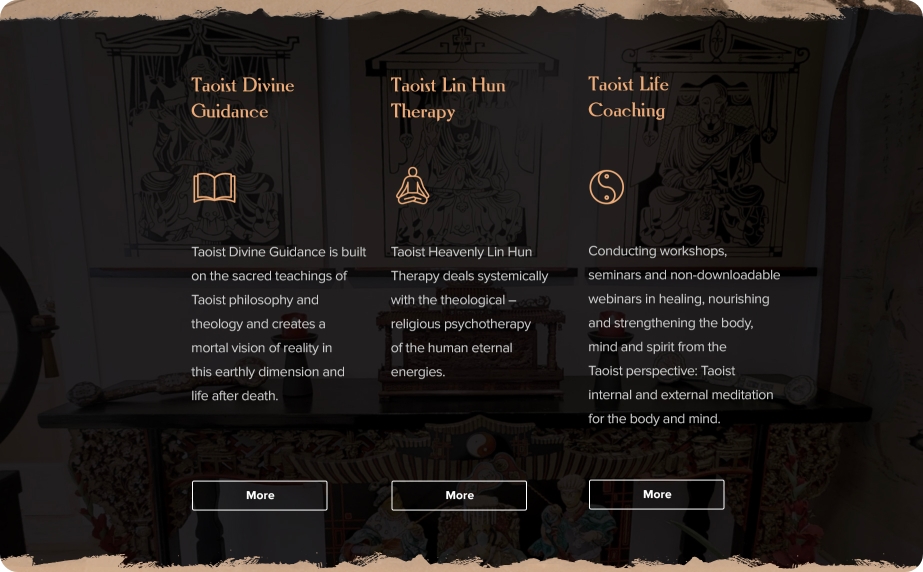 Taoist Divine
Guidance
Taoist Divine Guidance is built
on the sacred teachings of
Taoist philosophy and
theology and creates a
mortal vision of reality in
this earthly dimension and
life after death.
More
Taoist Lin Hun
Therapy
Taoist Heavenly Lin Hun
Therapy deals systemically
with the theological –
religious psychotherapy
of the human eternal
energies.
More
Taoist Life
Coaching
Conducting workshops,
seminars and non-downloadable
webinars in healing, nourishing
and strengthening the body,
mind and spirit from the
Taoist perspective: Taoist
internal and external meditation
for the body and mind.
More